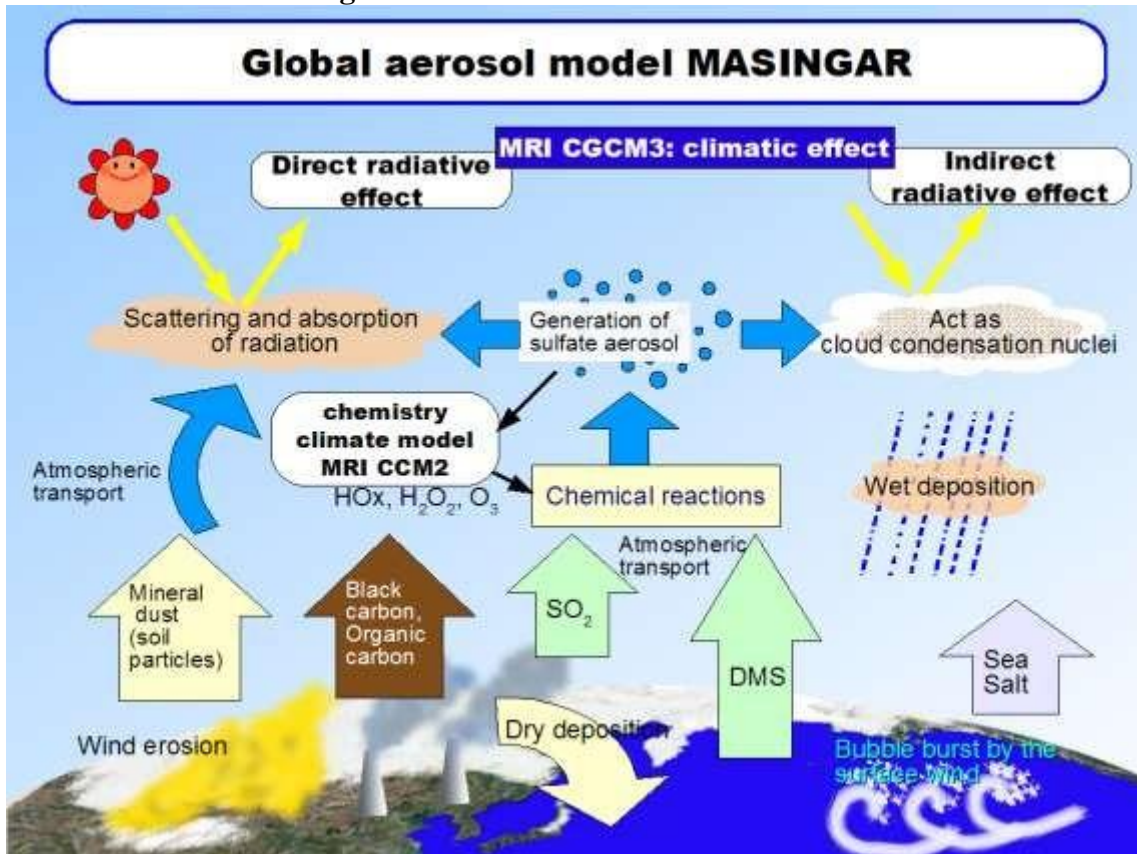 Global aerosol model MASINGAR
MRI CGCM3: climatic effect
Direct radiative
effect
Indirect
radiative effect
Scattering and absorption
of radiation
Generation of
sulfate aerosol
Act as
cloud condensation nuclei
chemistry
climate model
MRI CCM2
HOx, H₂O₂, O₃
Atmospheric
transport
Chemical reactions
Wet deposition
Atmospheric
transport
Mineral
dust
(soil
particles)
Black
carbon,
Organic
carbon
SO₂
DMS
Sea
Salt
Wind erosion
Dry deposition
Bubble burst by the
surface wind